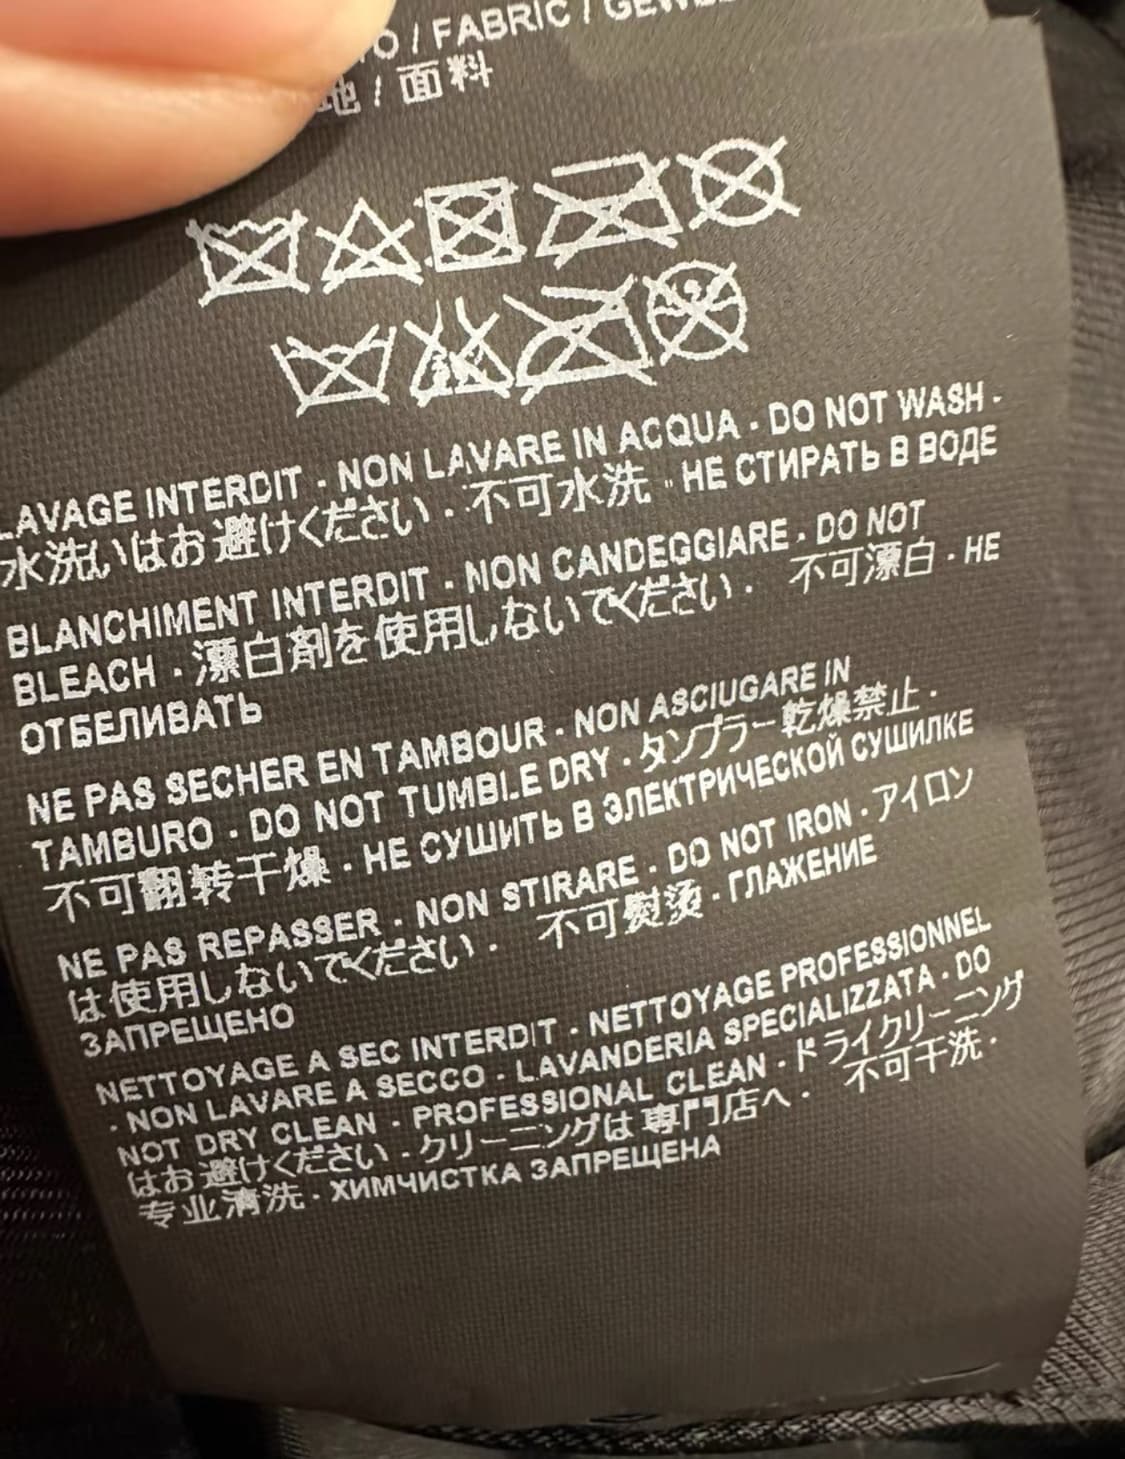 / FABRIC /
地 / 面料
LAVAGE INTERDIT · NON LAVARE IN ACQUA · DO NOT WASH ·
水洗いはお避けください · 不可水洗 · НЕ СТИРАТЬ В ВОДЕ
BLANCHIMENT INTERDIT · NON CANDEGGIARE · DO NOT
BLEACH · 漂白剤を使用しないでください · 不可漂白 · НЕ
ОТБЕЛИВАТЬ
NE PAS SECHER EN TAMBOUR · NON ASCIUGARE IN
TAMBURO · DO NOT TUMBLE DRY · タンブラー乾燥禁止 ·
不可翻转干燥 · НЕ СУШИТЬ В ЭЛЕКТРИЧЕСКОЙ СУШИЛКЕ
NE PAS REPASSER · NON STIRARE · DO NOT IRON · アイロン
は使用しないでください · 不可熨烫 · ГЛАЖЕНИЕ
ЗАПРЕЩЕНО
NETTOYAGE A SEC INTERDIT · NETTOYAGE PROFESSIONNEL
· NON LAVARE A SECCO · LAVANDERIA SPECIALIZZATA · DO
NOT DRY CLEAN · PROFESSIONAL CLEAN · ドライクリーニング
はお避けください · クリーニングは専門店へ · 不可干洗 ·
专业清洗 · ХИМЧИСТКА ЗАПРЕЩЕНА